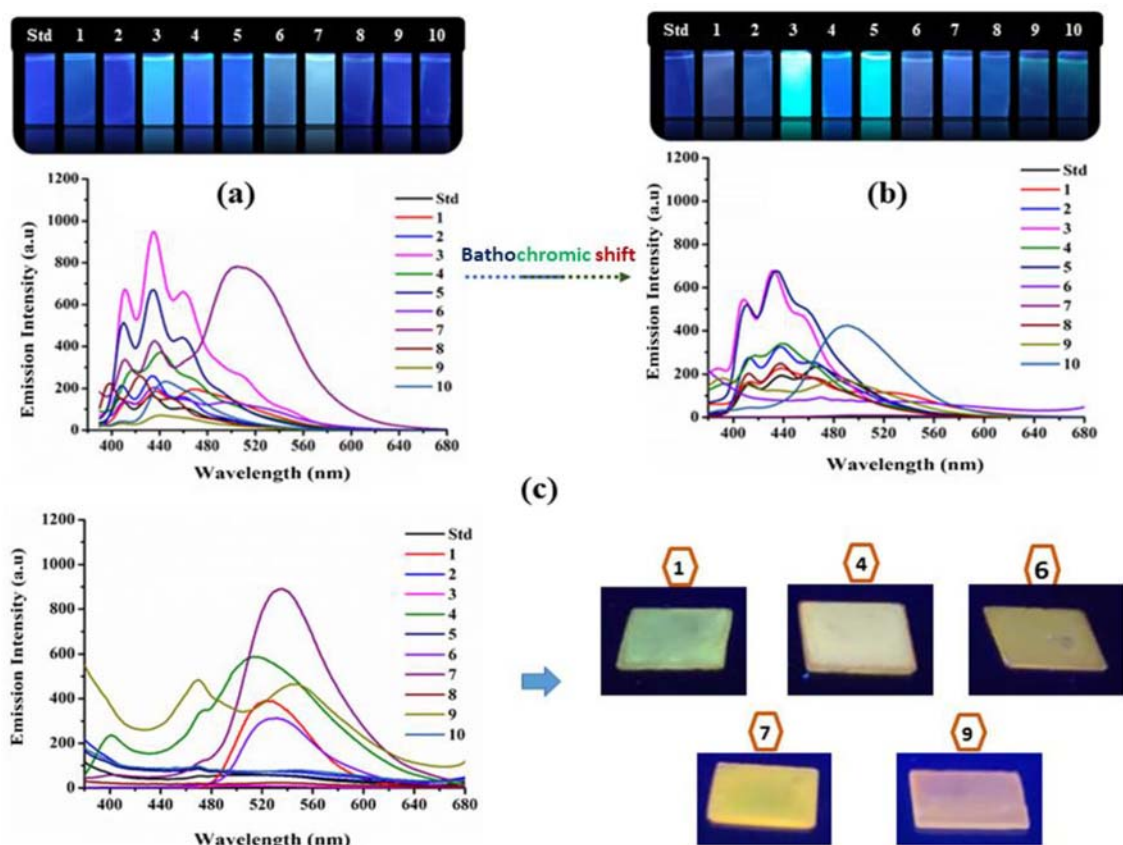 Std 1 2 3 4 5 6 7 8 9 10
Std 1 2 3 4 5 6 7 8 9 10
(a)
Emission Intensity (a.u)
1200
1000
800
600
400
200
0
400 440 480 520 560 600 640 680
Wavelength (nm)
Std
1
2
3
4
5
6
7
8
9
10
Bathochromic shift
(b)
Emission Intensity (a.u)
1200
1000
800
600
400
200
0
400 440 480 520 560 600 640 680
Wavelength (nm)
Std
1
2
3
4
5
6
7
8
9
10
(c)
Emission Intensity (a.u)
1200
1000
800
600
400
200
0
400 440 480 520 560 600 640 680
Wavelength (nm)
Std
1
2
3
4
5
6
7
8
9
10
1 4 6
7 9